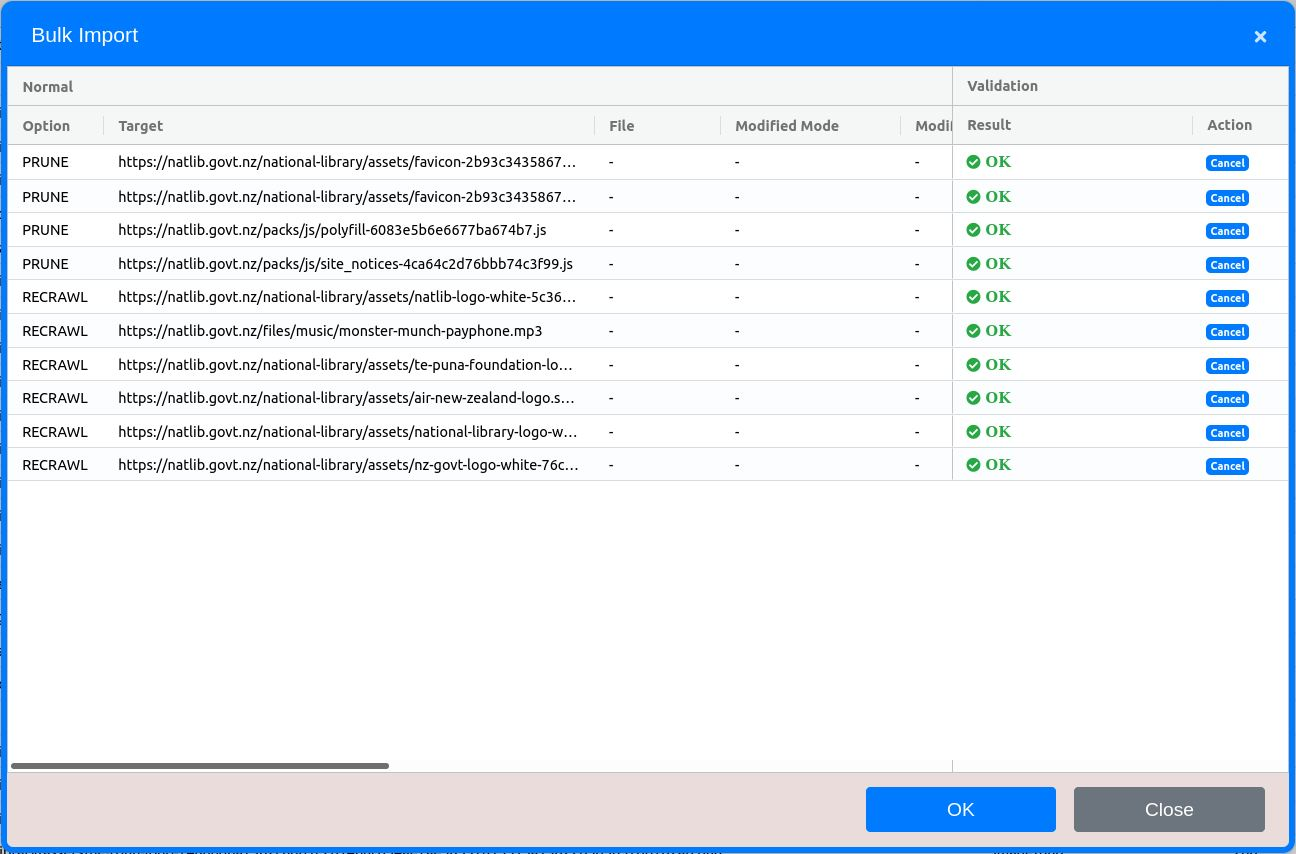 Bulk Import ×
Normal Validation
Option Target File Modified Mode Modif Result Action
PRUNE https://natlib.govt.nz/national-library/assets/favicon-2b93c3435867... - - - OK Cancel
PRUNE https://natlib.govt.nz/national-library/assets/favicon-2b93c3435867... - - - OK Cancel
PRUNE https://natlib.govt.nz/packs/js/polyfill-6083e5b6e6677ba674b7.js - - - OK Cancel
PRUNE https://natlib.govt.nz/packs/js/site_notices-4ca64c2d76bbb74c3f99.js - - - OK Cancel
RECRAWL https://natlib.govt.nz/national-library/assets/natlib-logo-white-5c36... - - - OK Cancel
RECRAWL https://natlib.govt.nz/files/music/monster-munch-payphone.mp3 - - - OK Cancel
RECRAWL https://natlib.govt.nz/national-library/assets/te-puna-foundation-lo... - - - OK Cancel
RECRAWL https://natlib.govt.nz/national-library/assets/air-new-zealand-logo.s... - - - OK Cancel
RECRAWL https://natlib.govt.nz/national-library/assets/national-library-logo-w... - - - OK Cancel
RECRAWL https://natlib.govt.nz/national-library/assets/nz-govt-logo-white-76c... - - - OK Cancel
OK Close